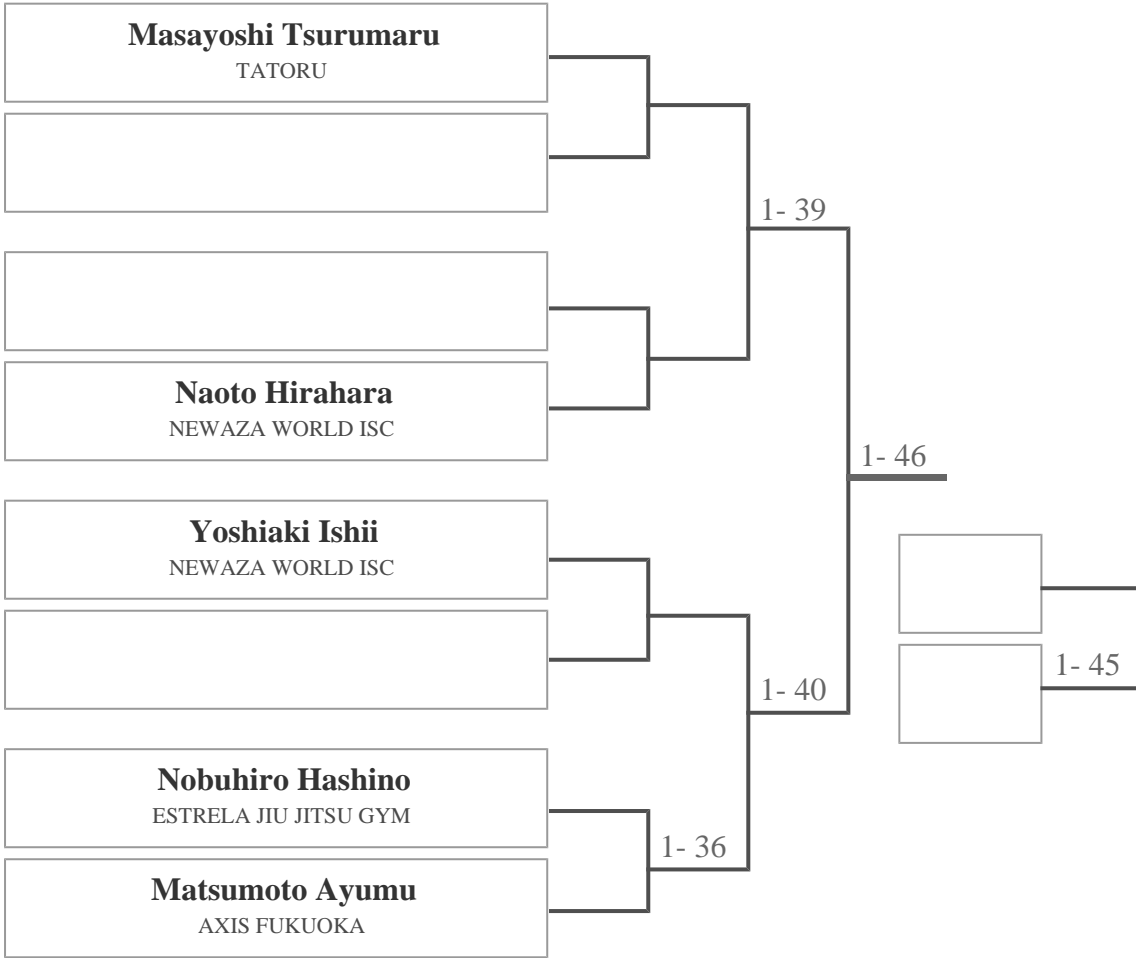 Masayoshi Tsurumaru
TATORU
1- 39
Naoto Hirahara
NEWAZA WORLD ISC
1- 46
Yoshiaki Ishii
NEWAZA WORLD ISC
1- 45
1- 40
Nobuhiro Hashino
ESTRELA JIU JITSU GYM
1- 36
Matsumoto Ayumu
AXIS FUKUOKA